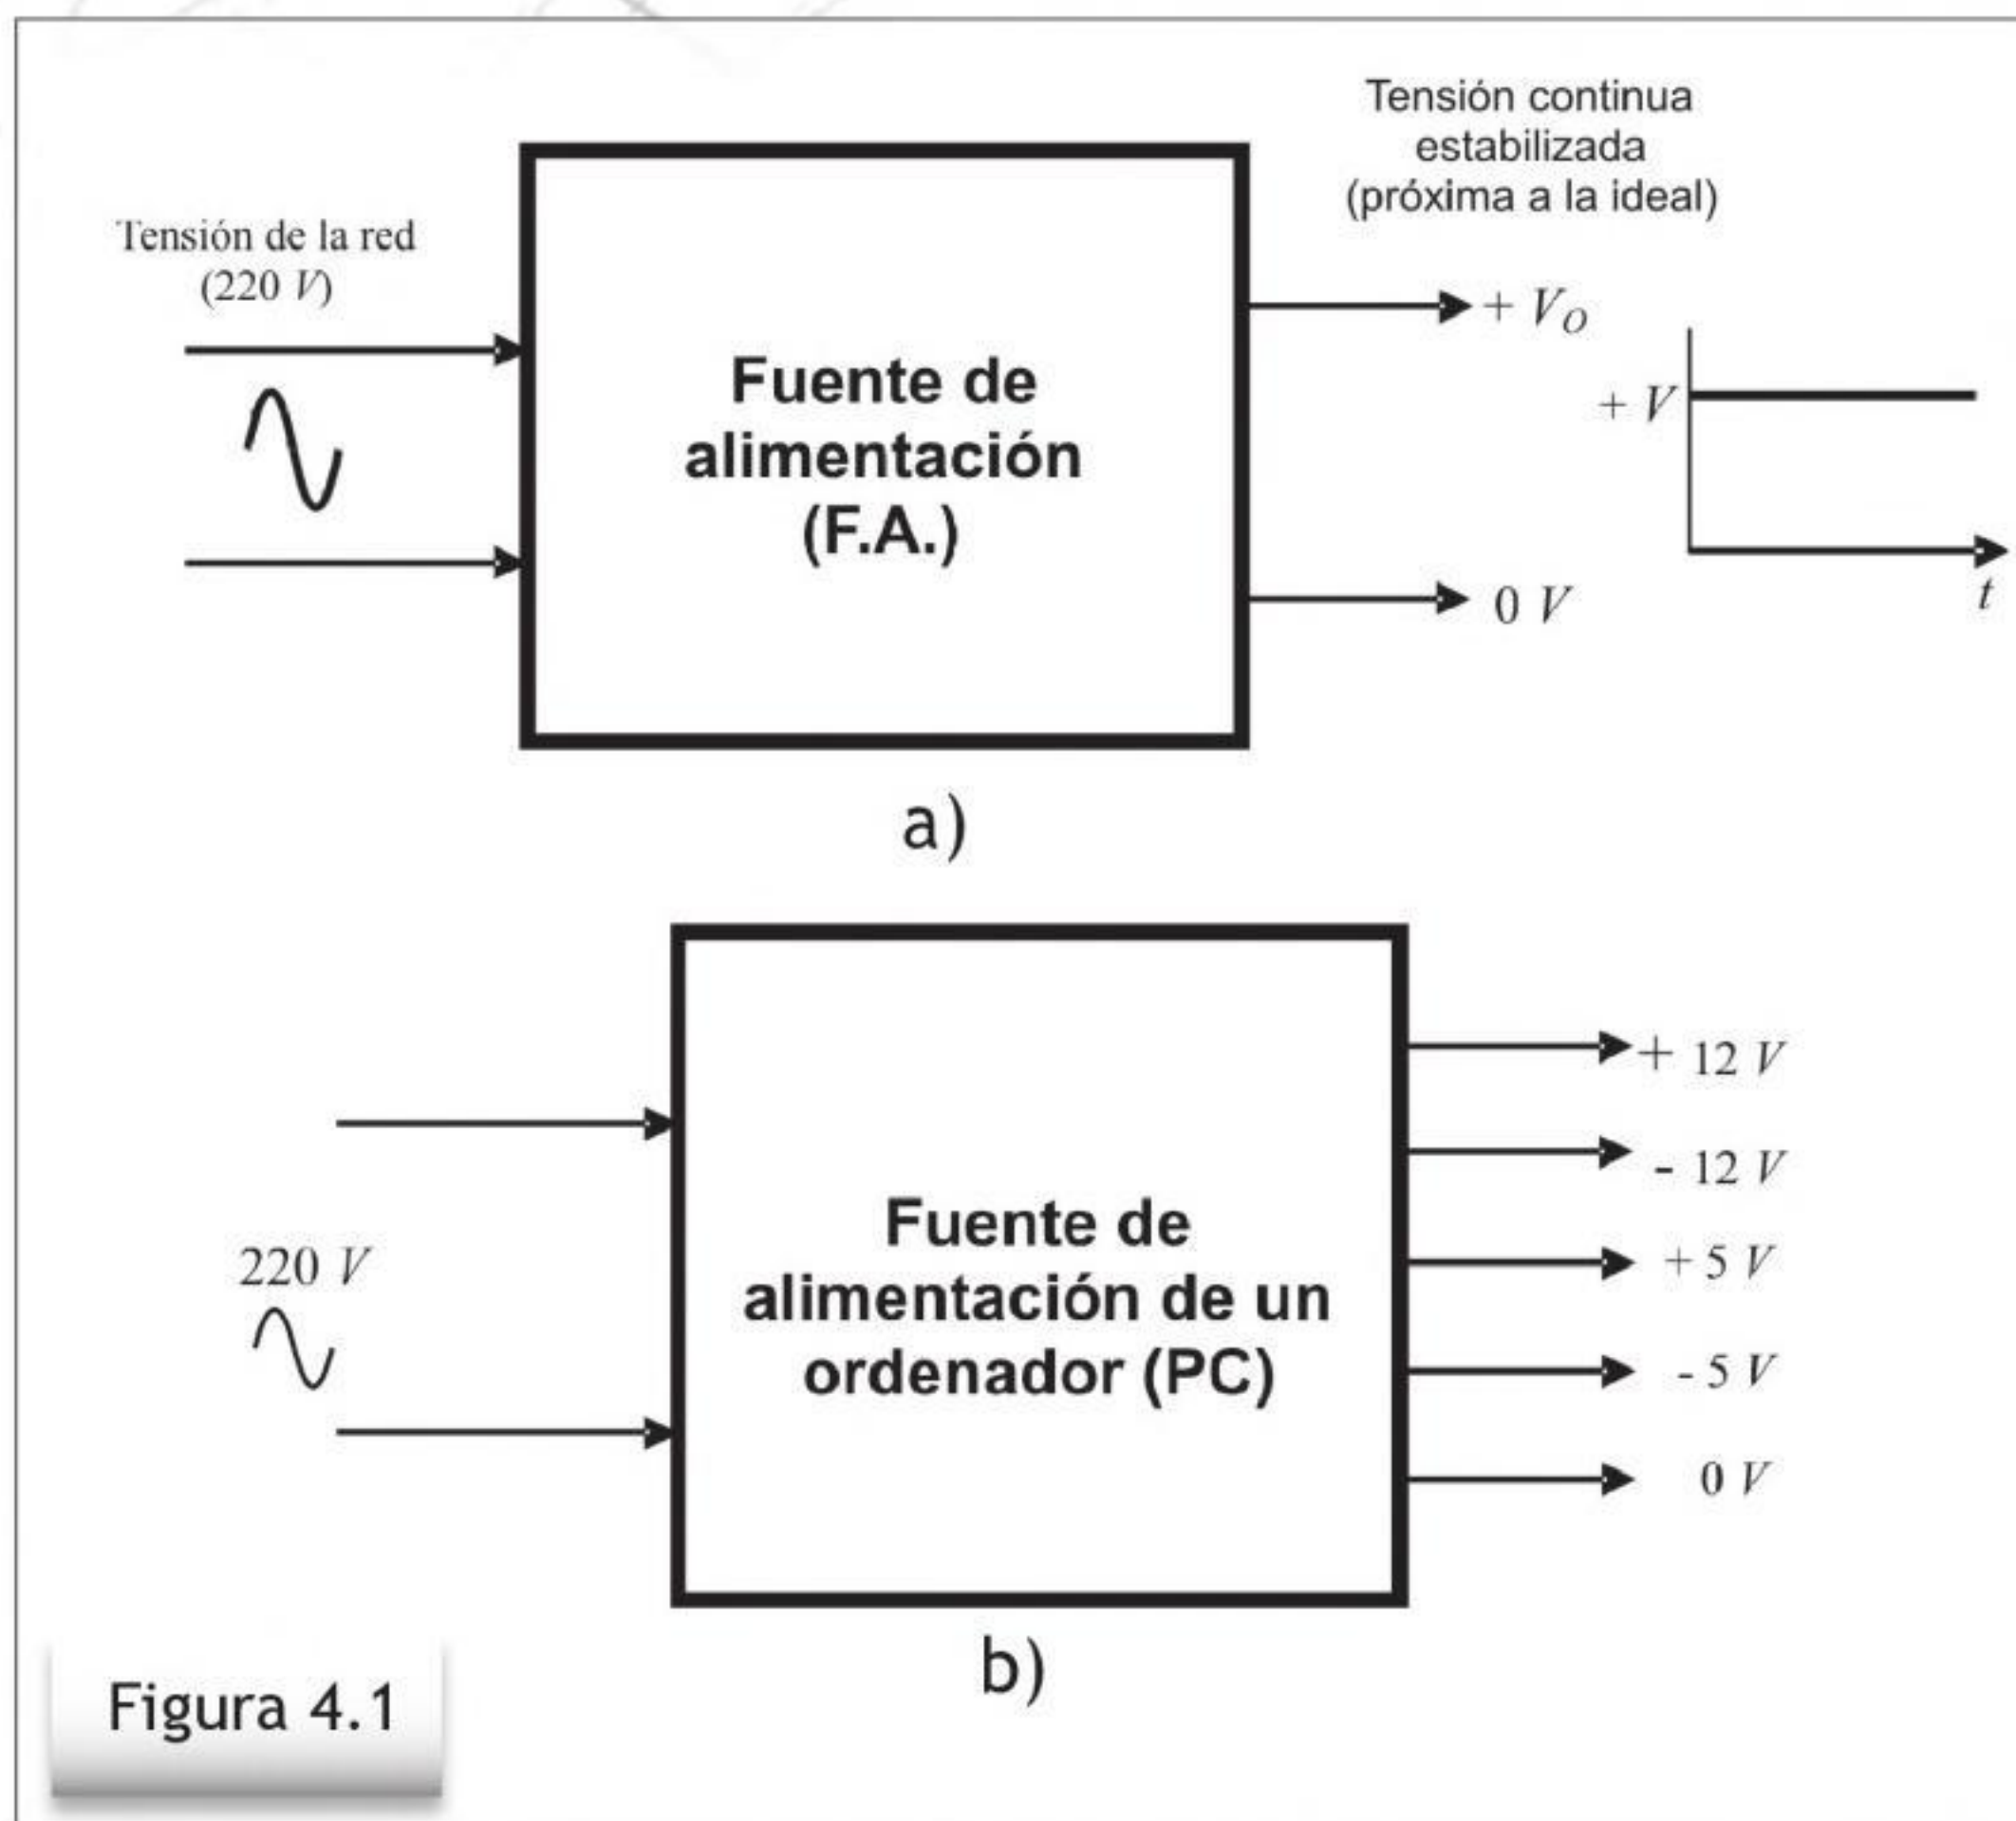 Tensión continua
estabilizada
(próxima a la ideal)
Tensión de la red
(220 V)
Fuente de
alimentación
(F.A.)
+ V_O
+ V
0 V
t
a)
220 V
Fuente de
alimentación de un
ordenador (PC)
+ 12 V
- 12 V
+ 5 V
- 5 V
0 V
b)
Figura 4.1